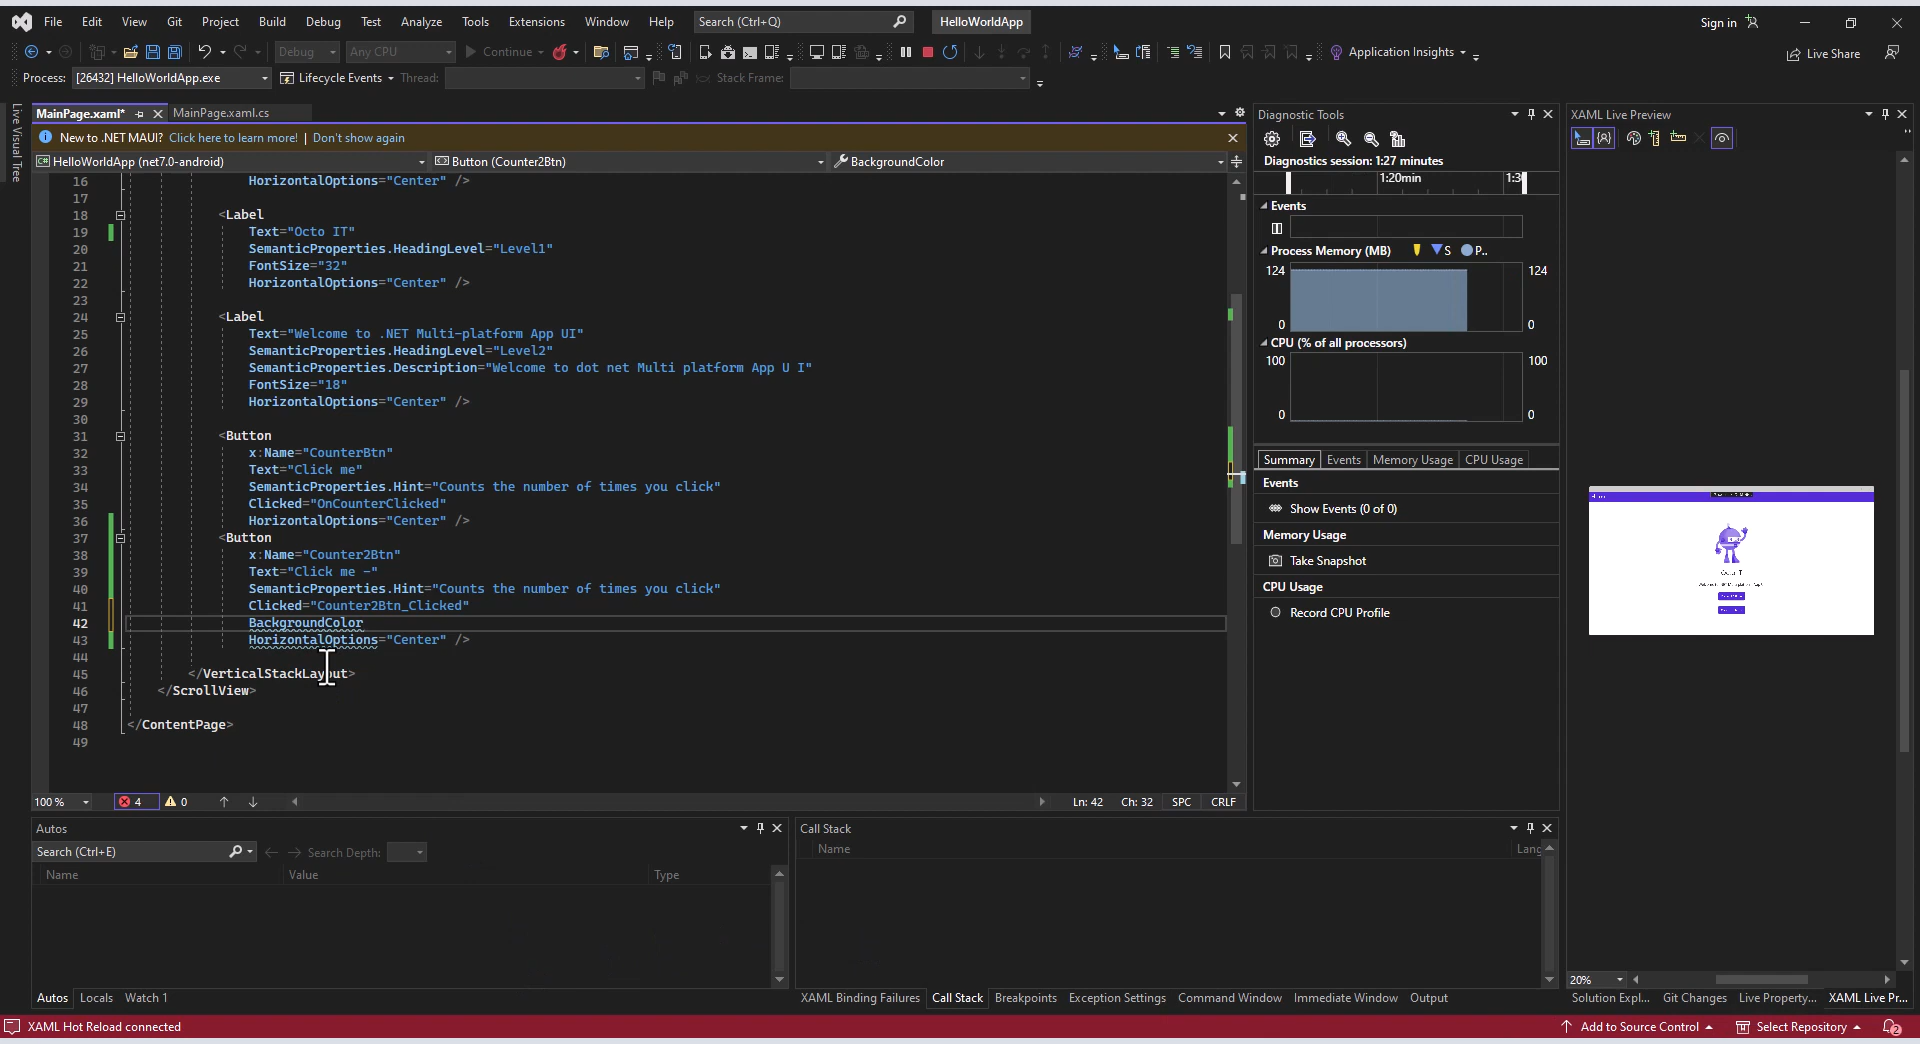 File Edit View Git Project Build Debug Test Analyze Tools Extensions Window Help Search (Ctrl+Q) HelloWorldApp Sign in
Debug Any CPU Continue Application Insights Live Share
Process: [26432] HelloWorldApp.exe Lifecycle Events Thread: Stack Frame:
Live Visual Tree
MainPage.xaml* MainPage.xaml.cs
New to .NET MAUI? Click here to learn more! | Don't show again
HelloWorldApp (net7.0-android) Button (Counter2Btn) BackgroundColor
16 HorizontalOptions="Center" />
17
18 <Label
19 Text="Octo IT"
20 SemanticProperties.HeadingLevel="Level1"
21 FontSize="32"
22 HorizontalOptions="Center" />
23
24 <Label
25 Text="Welcome to .NET Multi-platform App UI"
26 SemanticProperties.HeadingLevel="Level2"
27 SemanticProperties.Description="Welcome to dot net Multi platform App U I"
28 FontSize="18"
29 HorizontalOptions="Center" />
30
31 <Button
32 x:Name="CounterBtn"
33 Text="Click me"
34 SemanticProperties.Hint="Counts the number of times you click"
35 Clicked="OnCounterClicked"
36 HorizontalOptions="Center" />
37 <Button
38 x:Name="Counter2Btn"
39 Text="Click me -"
40 SemanticProperties.Hint="Counts the number of times you click"
41 Clicked="Counter2Btn_Clicked"
42 BackgroundColor
43 HorizontalOptions="Center" />
44
45 </VerticalStackLayout>
46 </ScrollView>
47
48 </ContentPage>
49
100 % 4 0 Ln: 42 Ch: 32 SPC CRLF
Diagnostic Tools
Diagnostics session: 1:27 minutes
1:20min 1:3
Events
Process Memory (MB) S P..
124 124
0 0
CPU (% of all processors)
100 100
0 0
Summary Events Memory Usage CPU Usage
Events
Show Events (0 of 0)
Memory Usage
Take Snapshot
CPU Usage
Record CPU Profile
XAML Live Preview
20%
Autos
Search (Ctrl+E) Search Depth:
Name Value Type
Autos Locals Watch 1
Call Stack
Name Lang
XAML Binding Failures Call Stack Breakpoints Exception Settings Command Window Immediate Window Output
Solution Expl... Git Changes Live Property... XAML Live Pr...
XAML Hot Reload connected Add to Source Control Select Repository 2